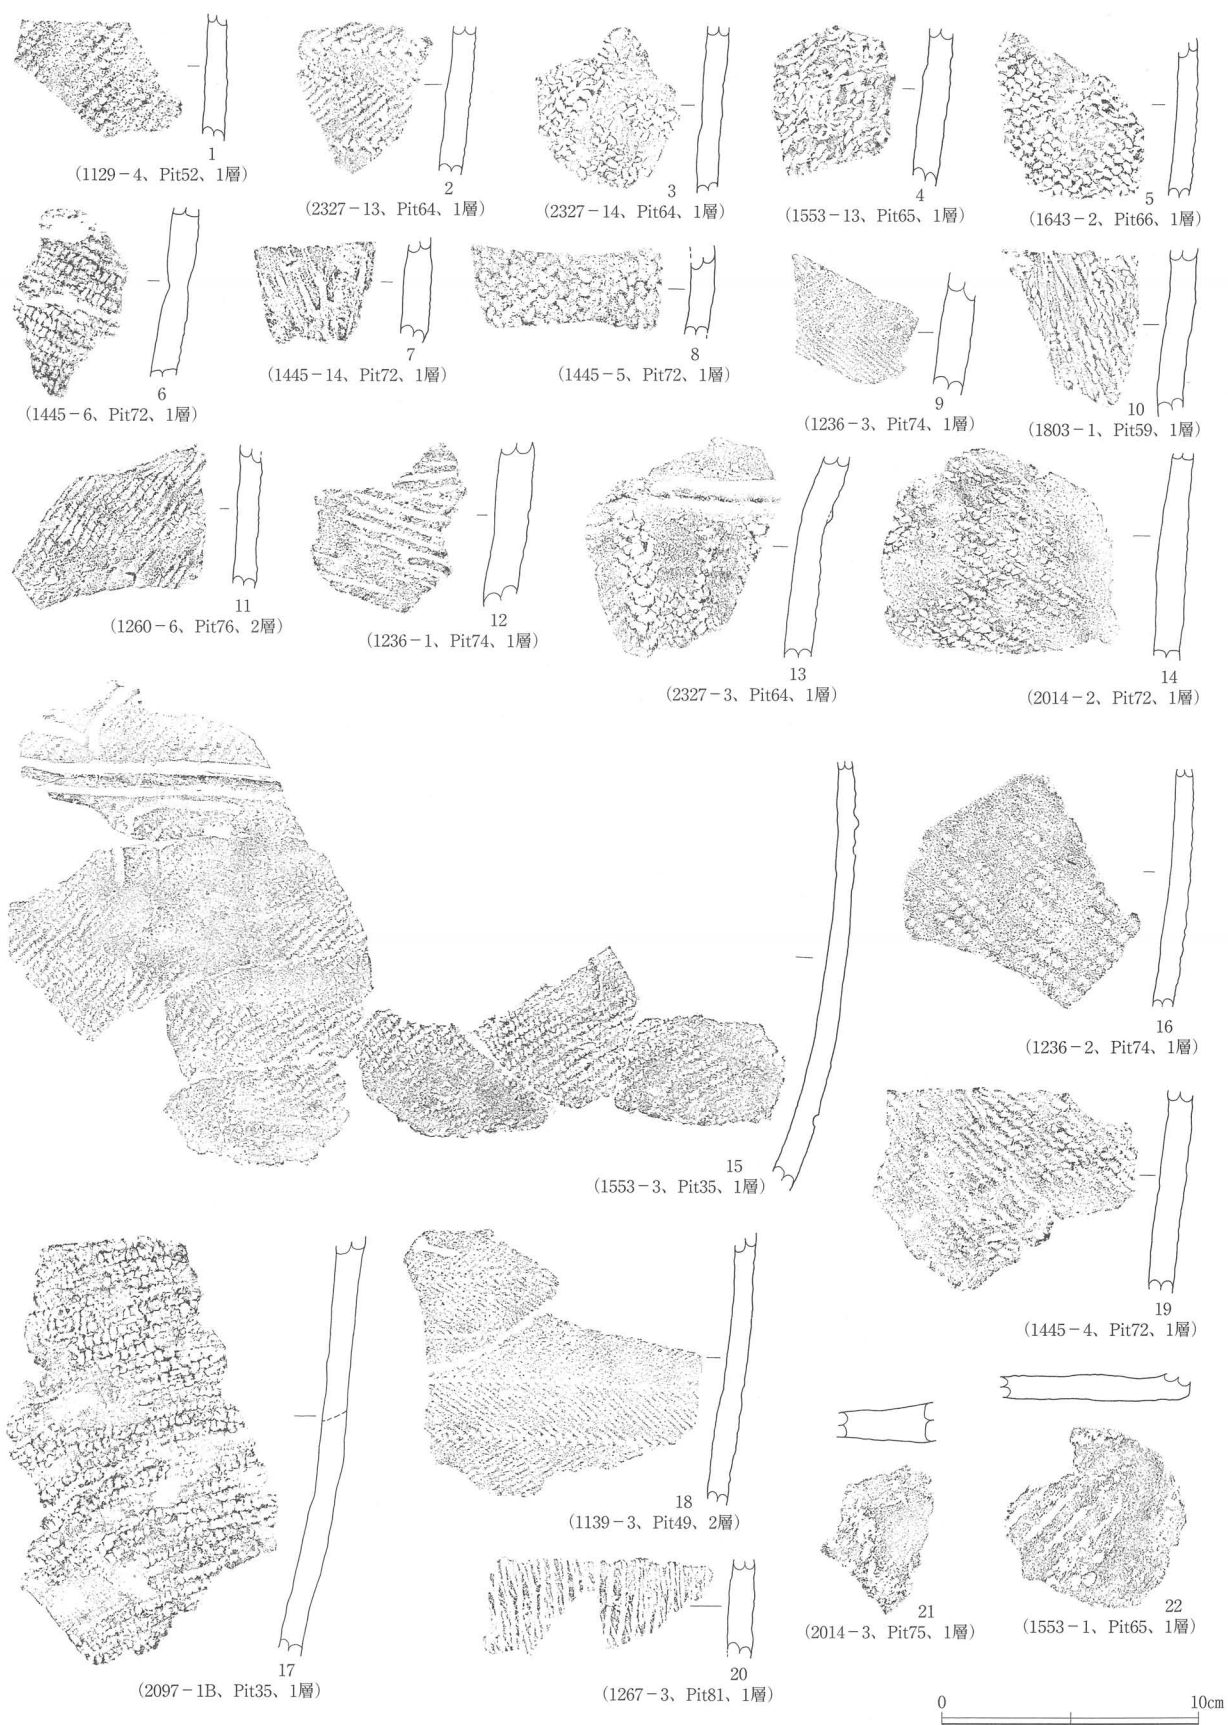 1
(1129-4、Pit52、1層)
2
(2327-13、Pit64、1層)
3
(2327-14、Pit64、1層)
4
(1553-13、Pit65、1層)
5
(1643-2、Pit66、1層)
6
(1445-6、Pit72、1層)
7
(1445-14、Pit72、1層)
8
(1445-5、Pit72、1層)
9
(1236-3、Pit74、1層)
10
(1803-1、Pit59、1層)
11
(1260-6、Pit76、2層)
12
(1236-1、Pit74、1層)
13
(2327-3、Pit64、1層)
14
(2014-2、Pit72、1層)
15
(1553-3、Pit35、1層)
16
(1236-2、Pit74、1層)
17
(2097-1B、Pit35、1層)
18
(1139-3、Pit49、2層)
19
(1445-4、Pit72、1層)
20
(1267-3、Pit81、1層)
21
(2014-3、Pit75、1層)
22
(1553-1、Pit65、1層)
0 10cm